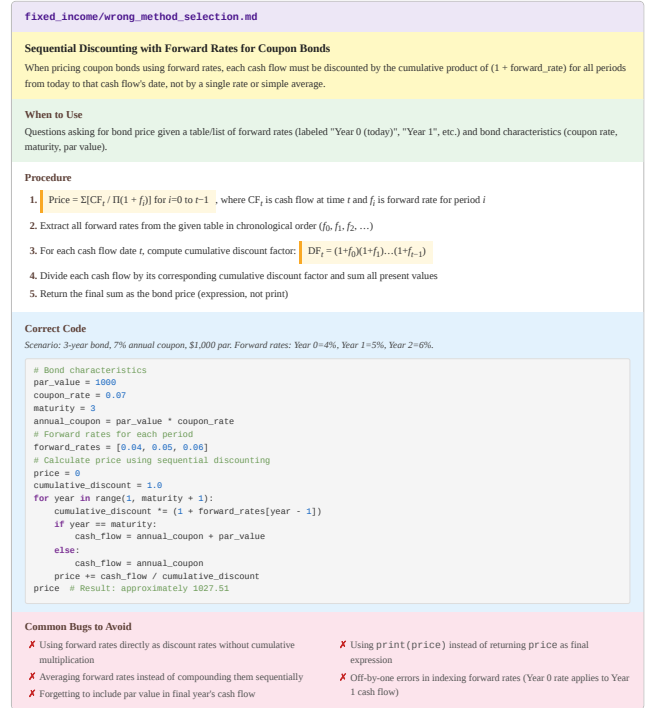 fixed_income/wrong_method_selection.md
Sequential Discounting with Forward Rates for Coupon Bonds
When pricing coupon bonds using forward rates, each cash flow must be discounted by the cumulative product of (1 + forward_rate) for all periods
from today to that cash flow's date, not by a single rate or simple average.
When to Use
Questions asking for bond price given a table/list of forward rates (labeled "Year 0 (today)", "Year 1", etc.) and bond characteristics (coupon rate,
maturity, par value).
Procedure
1. Price = Σ[CFₜ / Π(1 + fᵢ)] for i=0 to t−1 , where CFₜ is cash flow at time t and fᵢ is forward rate for period i
2. Extract all forward rates from the given table in chronological order (f₀, f₁, f₂, …)
3. For each cash flow date t, compute cumulative discount factor: DFₜ = (1+f₀)(1+f₁)…(1+fₜ₋₁)
4. Divide each cash flow by its corresponding cumulative discount factor and sum all present values
5. Return the final sum as the bond price (expression, not print)
Correct Code
Scenario: 3-year bond, 7% annual coupon, $1,000 par. Forward rates: Year 0=4%, Year 1=5%, Year 2=6%.
# Bond characteristics
par_value = 1000
coupon_rate = 0.07
maturity = 3
annual_coupon = par_value * coupon_rate
# Forward rates for each period
forward_rates = [0.04, 0.05, 0.06]
# Calculate price using sequential discounting
price = 0
cumulative_discount = 1.0
for year in range(1, maturity + 1):
    cumulative_discount *= (1 + forward_rates[year - 1])
    if year == maturity:
        cash_flow = annual_coupon + par_value
    else:
        cash_flow = annual_coupon
    price += cash_flow / cumulative_discount
price  # Result: approximately 1027.51
Common Bugs to Avoid
✗ Using forward rates directly as discount rates without cumulative
multiplication
✗ Averaging forward rates instead of compounding them sequentially
✗ Forgetting to include par value in final year's cash flow
✗ Using print(price) instead of returning price as final
expression
✗ Off-by-one errors in indexing forward rates (Year 0 rate applies to Year
1 cash flow)